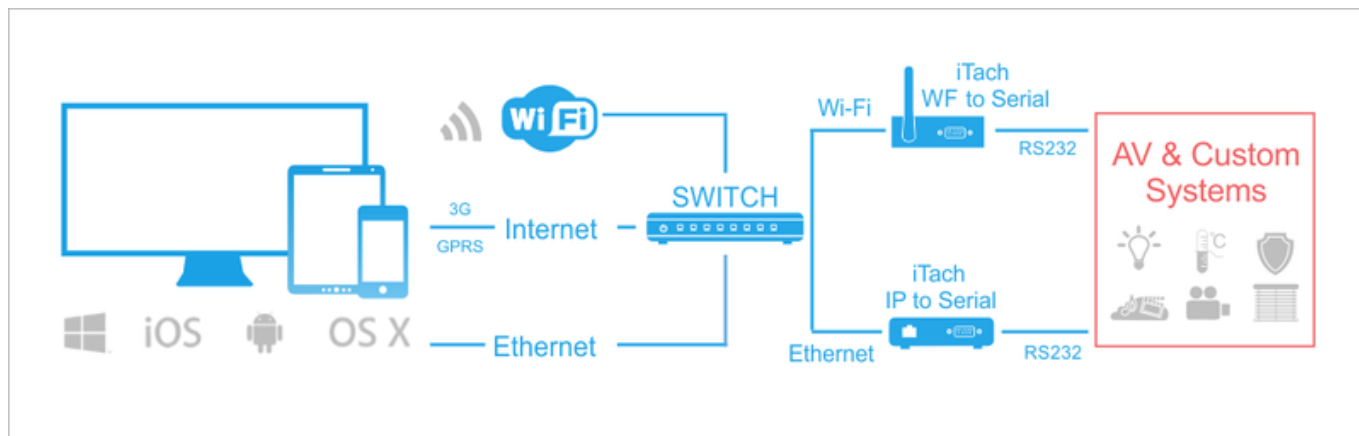 WiFi
3G
GPRS
Internet
Ethernet
iOS
OS X
SWITCH
Wi-Fi
iTach
WF to Serial
RS232
iTach
IP to Serial
Ethernet
RS232
AV & Custom
Systems
°C